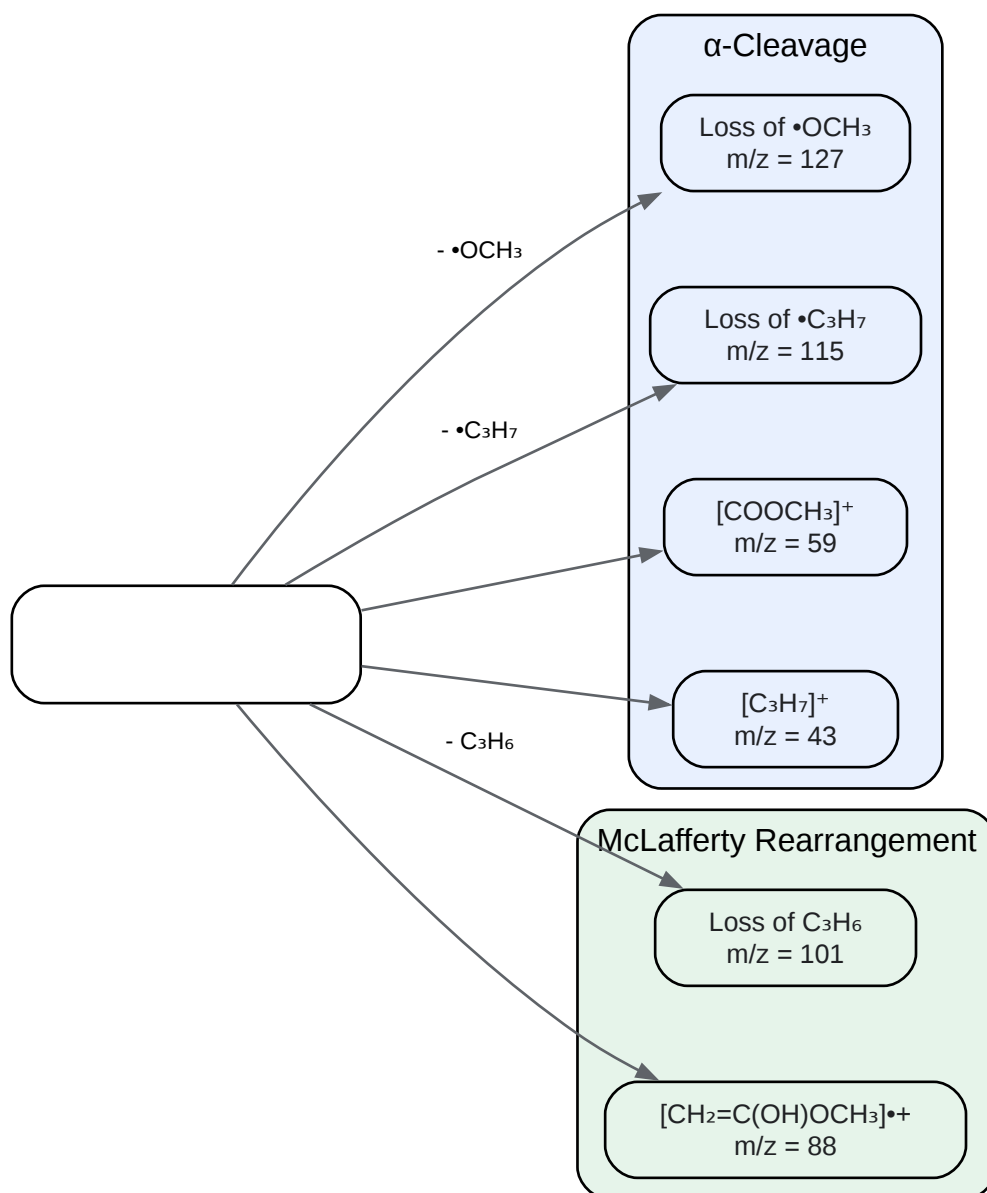 α-Cleavage
Loss of •OCH₃
m/z = 127
- •OCH₃
Loss of •C₃H₇
m/z = 115
- •C₃H₇
[COOCH₃]⁺
m/z = 59
[C₃H₇]⁺
m/z = 43
- C₃H₆
McLafferty Rearrangement
Loss of C₃H₆
m/z = 101
[CH₂=C(OH)OCH₃]•+
m/z = 88